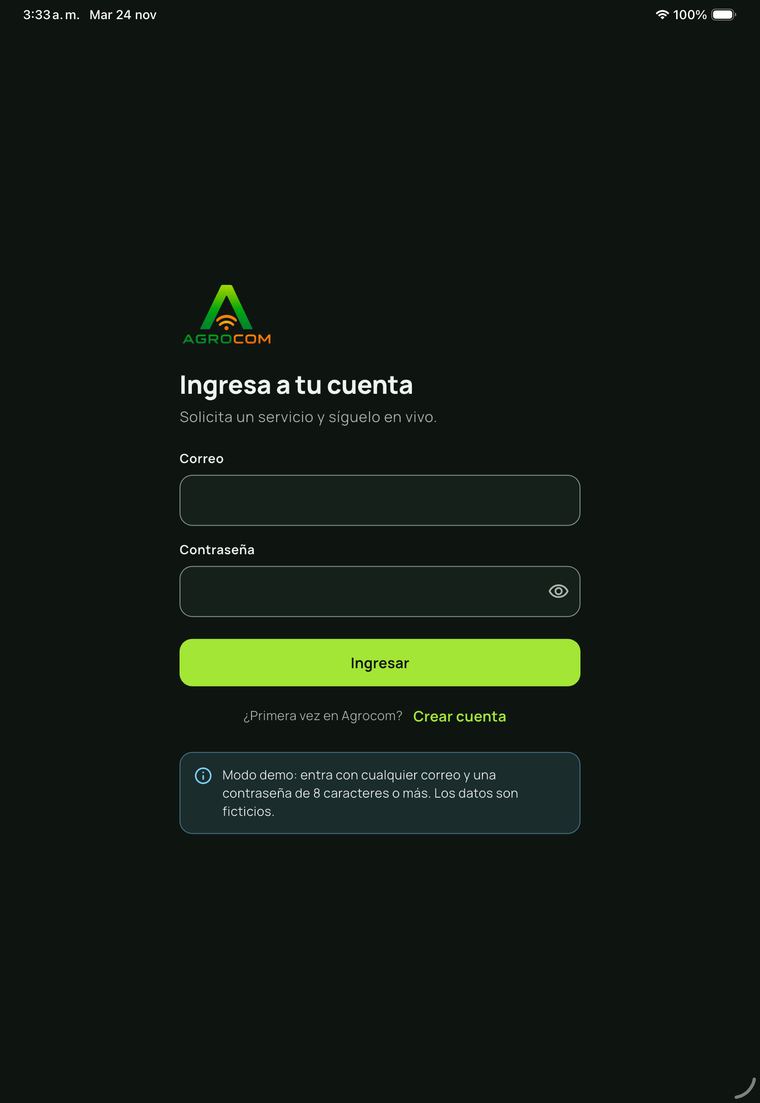 3:33 a. m. Mar 24 nov 100%
AGROCOM
Ingresa a tu cuenta
Solicita un servicio y síguelo en vivo.
Correo
Contraseña
Ingresar
¿Primera vez en Agrocom? Crear cuenta
Modo demo: entra con cualquier correo y una
contraseña de 8 caracteres o más. Los datos son
ficticios.